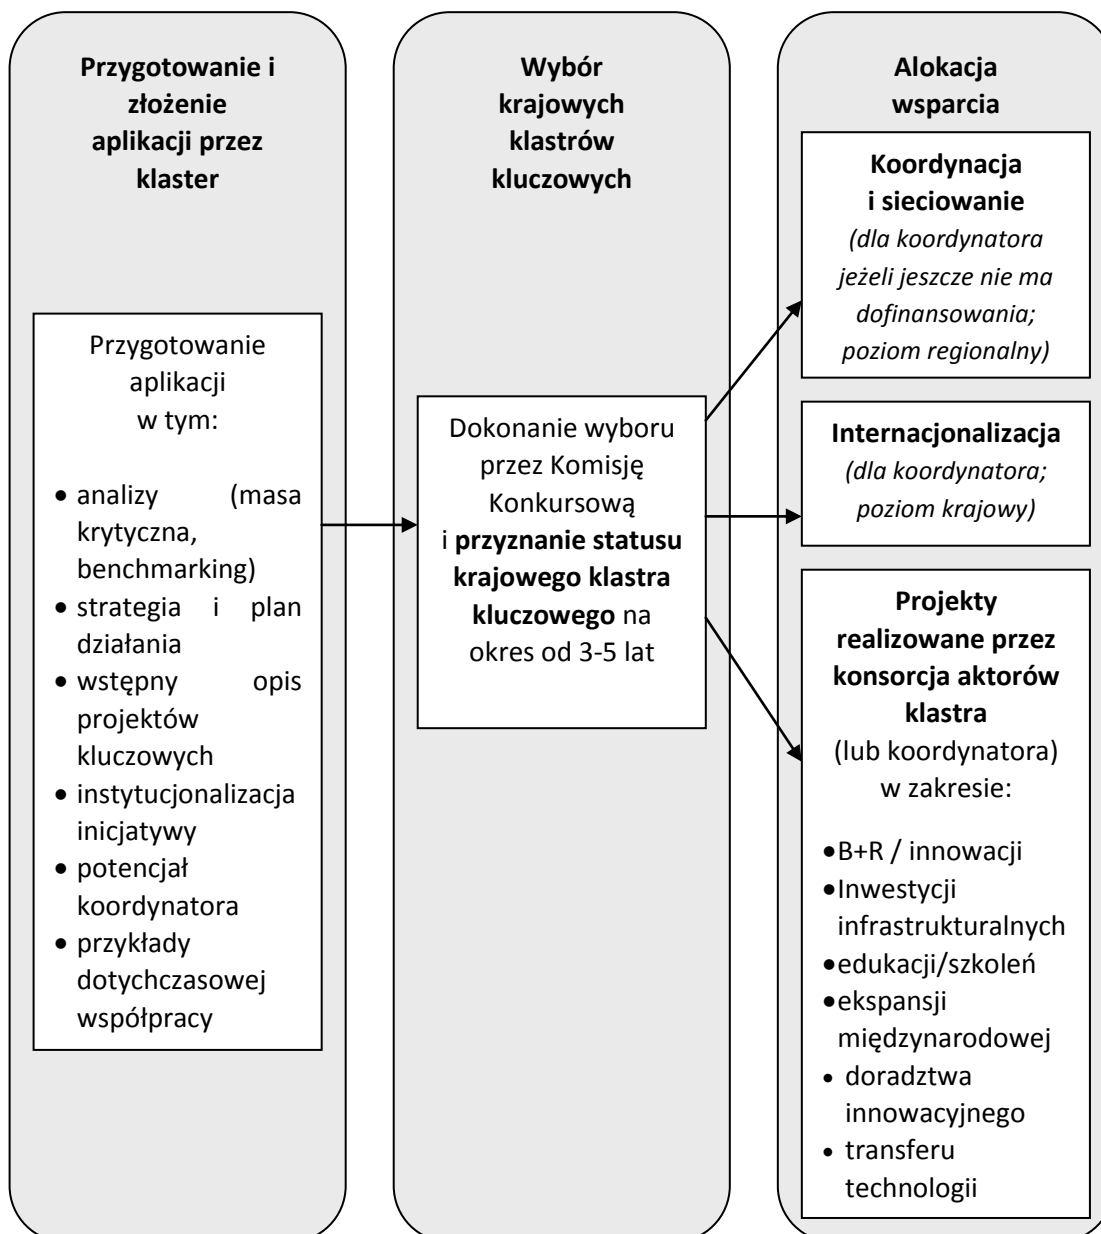 Przygotowanie i
złożenie
aplikacji przez
klaster
Przygotowanie
aplikacji
w tym:
• analizy (masa
krytyczna,
benchmarking)
• strategia i plan
działania
• wstępny opis
projektów
kluczowych
• instytucjonalizacja
inicjatywy
• potencjał
koordynatora
• przykłady
dotychczasowej
współpracy
Wybór
krajowych
klastrów
kluczowych
Dokonanie wyboru
przez Komisję
Konkursową
i przyznanie statusu
krajowego klastra
kluczowego na
okres od 3-5 lat
Alokacja
wsparcia
Koordynacja
i sieciowanie
(dla koordynatora
jeżeli jeszcze nie ma
dofinansowania;
poziom regionalny)
Internacjonalizacja
(dla koordynatora;
poziom krajowy)
Projekty
realizowane przez
konsorcja aktorów
klastra
(lub koordynatora)
w zakresie:
•B+R / innowacji
•Inwestycji
infrastrukturalnych
•edukacji/szkoleń
•ekspansji
międzynarodowej
• doradztwa
innowacyjnego
• transferu
technologii